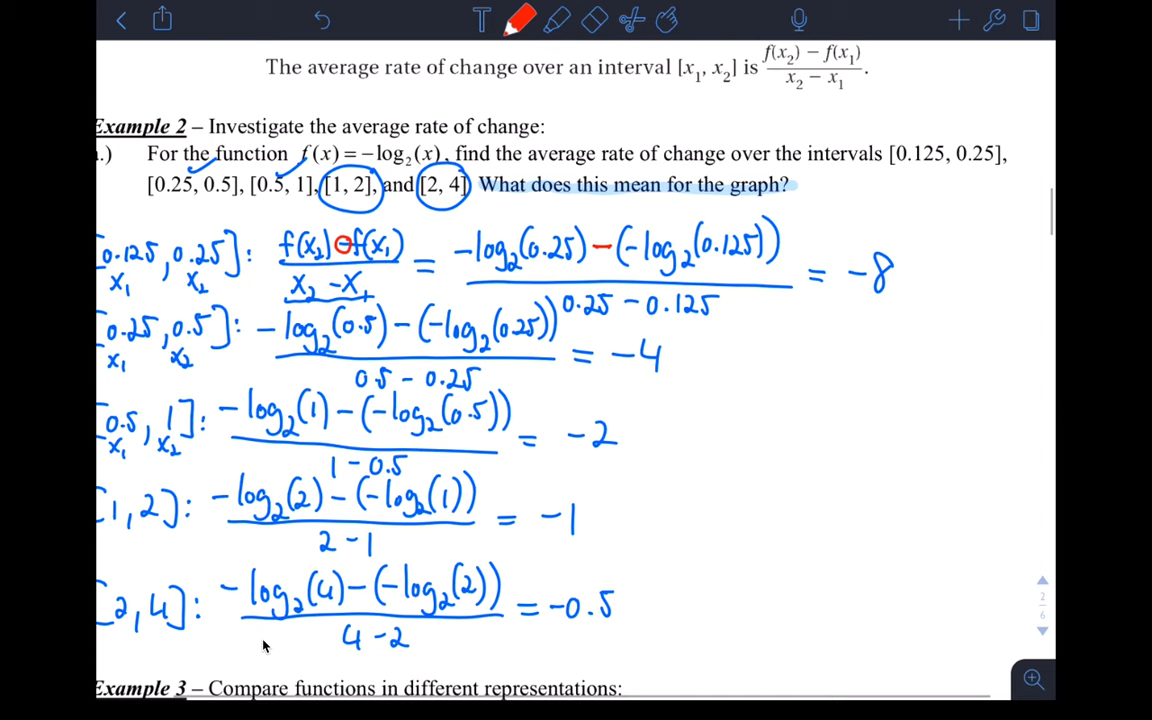 The average rate of change over an interval [x₁, x₂] is f(x₂) − f(x₁) / x₂ − x₁.
Example 2 – Investigate the average rate of change:
.) For the function f(x) = −log₂(x), find the average rate of change over the intervals [0.125, 0.25],
[0.25, 0.5], [0.5, 1], [1, 2], and [2, 4]. What does this mean for the graph?
[0.125, 0.25]: f(x₂) − f(x₁) / x₂ − x₁ = −log₂(0.25) − (−log₂(0.125)) / 0.25 − 0.125 = −8
x₁ x₂
[0.25, 0.5]: −log₂(0.5) − (−log₂(0.25)) / 0.5 − 0.25 = −4
x₁ x₂
[0.5, 1]: −log₂(1) − (−log₂(0.5)) / 1 − 0.5 = −2
x₁ x₂
[1, 2]: −log₂(2) − (−log₂(1)) / 2 − 1 = −1
[2, 4]: −log₂(4) − (−log₂(2)) / 4 − 2 = −0.5
Example 3 – Compare functions in different representations:
2
6